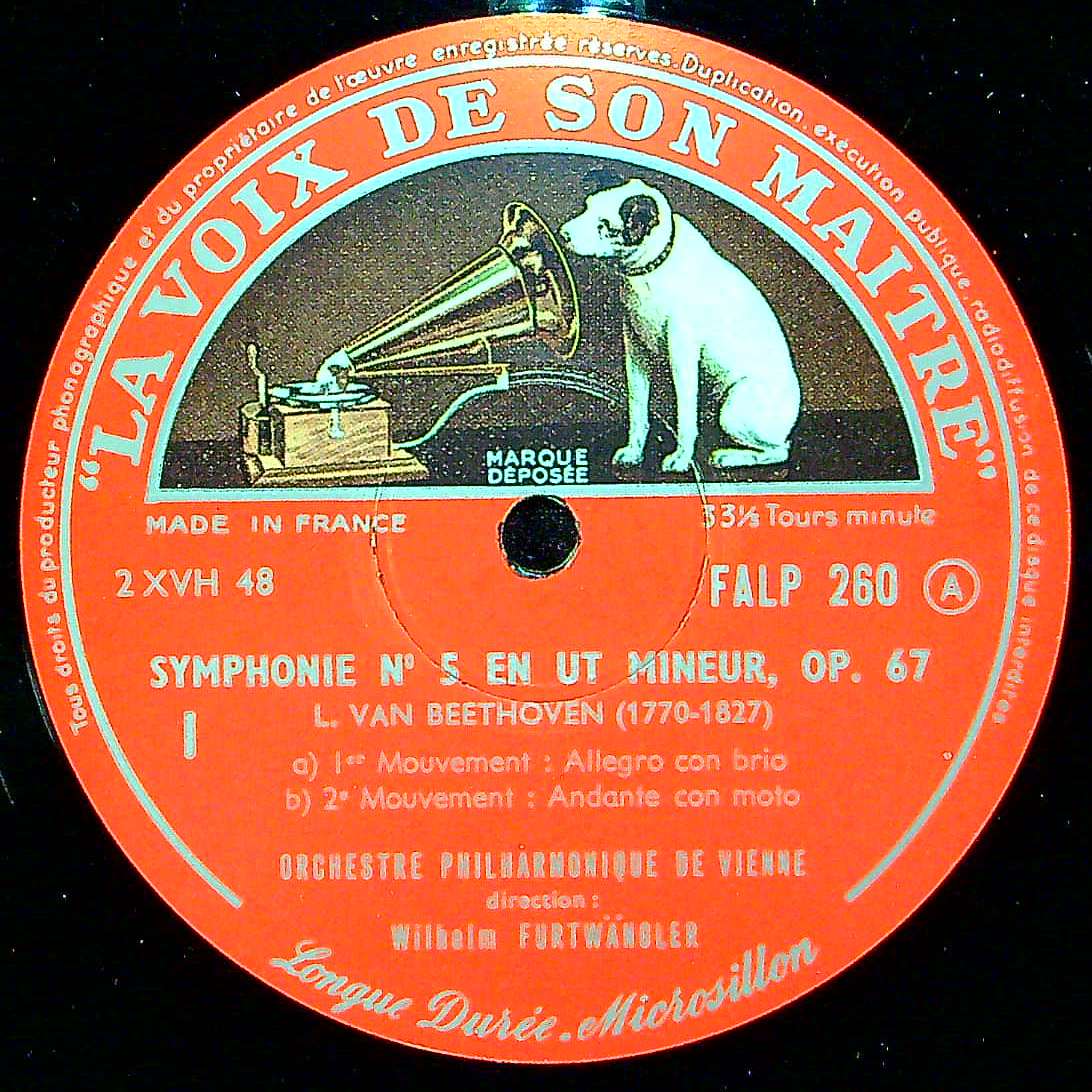 Tous droits du producteur phonographique et du propriétaire de l'œuvre enregistrée réservés. Duplication. exécution publique. radiodiffusion de ce disque interdites
"LA VOIX DE SON MAITRE"
MARQUE
DÉPOSÉE
MADE IN FRANCE
33⅓ Tours minute
2 XVH 48
FALP 260 A
SYMPHONIE Nº 5 EN UT MINEUR, OP. 67
I
L. VAN BEETHOVEN (1770-1827)
a) 1er Mouvement : Allegro con brio
b) 2e Mouvement : Andante con moto
ORCHESTRE PHILHARMONIQUE DE VIENNE
direction :
Wilhelm FURTWÄNGLER
Longue Durée. Microsillon